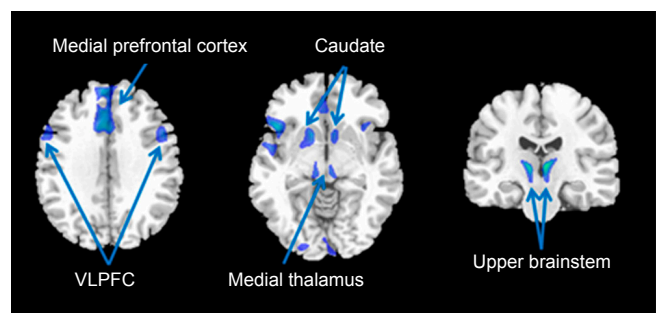 Medial prefrontal cortex
Caudate
VLPFC
Medial thalamus
Upper brainstem